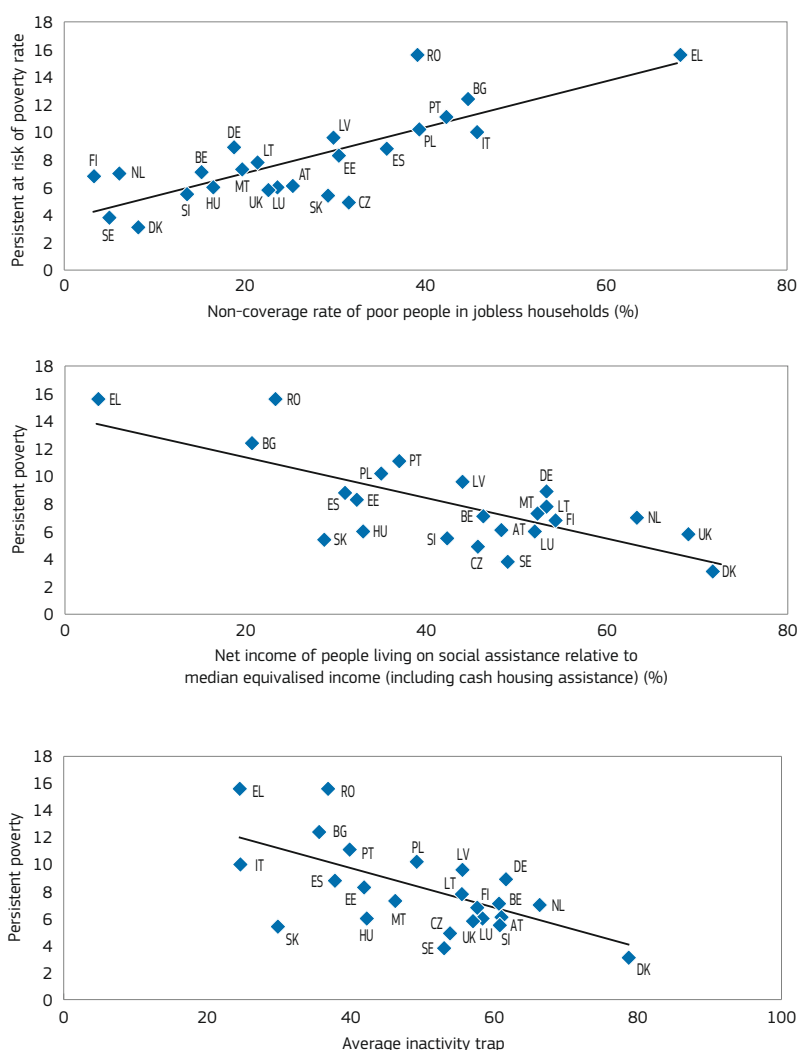 Persistent at risk of poverty rate
18
16
14
12
10
8
6
4
2
0
RO
EL
BG
PT
PL
IT
LV
DE
LT
EE
ES
FI
NL
BE
MT
AT
SI
HU
UK
LU
SK
CZ
SE
DK
0 20 40 60 80
Non-coverage rate of poor people in jobless households (%)
Persistent poverty
18
16
14
12
10
8
6
4
2
0
EL
RO
BG
PL
PT
LV
DE
ES
EE
MT
LT
BE
FI
NL
SK
HU
SI
AT
LU
UK
CZ
SE
DK
0 20 40 60 80
Net income of people living on social assistance relative to
median equivalised income (including cash housing assistance) (%)
Persistent poverty
18
16
14
12
10
8
6
4
2
0
EL
RO
BG
PT
PL
LV
IT
DE
ES
EE
LT
FI
BE
NL
MT
HU
SK
CZ
UK
LU
AT
SI
SE
DK
0 20 40 60 80 100
Average inactivity trap